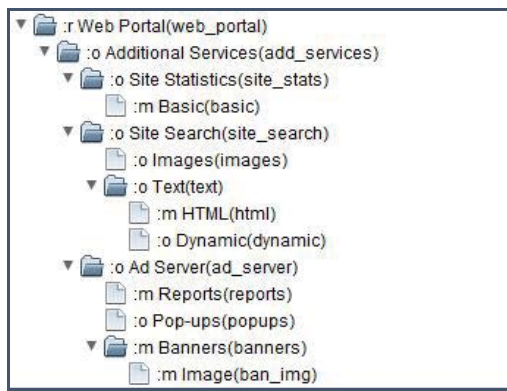 :r Web Portal(web_portal)
:o Additional Services(add_services)
:o Site Statistics(site_stats)
:m Basic(basic)
:o Site Search(site_search)
:o Images(images)
:o Text(text)
:m HTML(html)
:o Dynamic(dynamic)
:o Ad Server(ad_server)
:m Reports(reports)
:o Pop-ups(popups)
:m Banners(banners)
:m Image(ban_img)